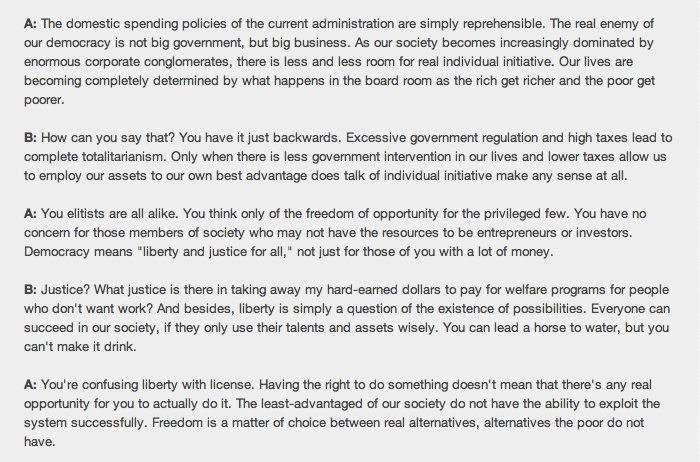 A: The domestic spending policies of the current administration are simply reprehensible. The real enemy of
our democracy is not big government, but big business. As our society becomes increasingly dominated by
enormous corporate conglomerates, there is less and less room for real individual initiative. Our lives are
becoming completely determined by what happens in the board room as the rich get richer and the poor get
poorer.
B: How can you say that? You have it just backwards. Excessive government regulation and high taxes lead to
complete totalitarianism. Only when there is less government intervention in our lives and lower taxes allow us
to employ our assets to our own best advantage does talk of individual initiative make any sense at all.
A: You elitists are all alike. You think only of the freedom of opportunity for the privileged few. You have no
concern for those members of society who may not have the resources to be entrepreneurs or investors.
Democracy means "liberty and justice for all," not just for those of you with a lot of money.
B: Justice? What justice is there in taking away my hard-earned dollars to pay for welfare programs for people
who don't want work? And besides, liberty is simply a question of the existence of possibilities. Everyone can
succeed in our society, if they only use their talents and assets wisely. You can lead a horse to water, but you
can't make it drink.
A: You're confusing liberty with license. Having the right to do something doesn't mean that there's any real
opportunity for you to actually do it. The least-advantaged of our society do not have the ability to exploit the
system successfully. Freedom is a matter of choice between real alternatives, alternatives the poor do not
have.